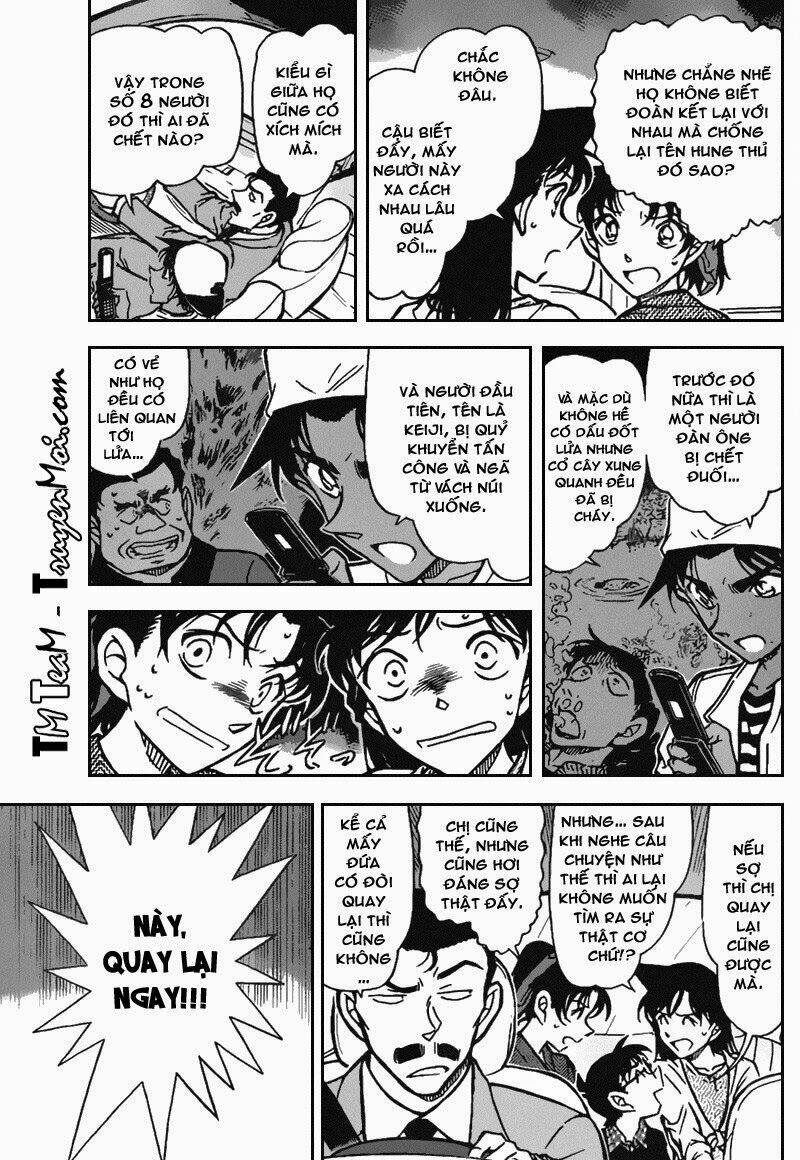 NHƯNG CHẲNG NHẼ
HỌ KHÔNG BIẾT
ĐOÀN KẾT LẠI VỚI
NHAU MÀ CHỐNG
LẠI TÊN HUNG THỦ
ĐÓ SAO?
CHẮC
KHÔNG
ĐÂU.
CẬU BIẾT
ĐẤY, MẤY
NGƯỜI NÀY
XA CÁCH
NHAU LÂU
QUÁ
RỒI...
KIỂU GÌ
GIỮA HỌ
CŨNG CÓ
XÍCH MÍCH
MÀ.
VẬY TRONG
SỐ 8 NGƯỜI
ĐÓ THÌ AI ĐÃ
CHẾT NÀO?
TRƯỚC ĐÓ
NỮA THÌ LÀ
MỘT NGƯỜI
ĐÀN ÔNG
BỊ CHẾT
ĐUỐI...
VÀ MẶC DÙ
KHÔNG HỀ
CÓ DẤU ĐỐT
LỬA NHƯNG
CỔ CÂY XUNG
QUANH ĐỀU
ĐÃ BỊ
CHÁY.
VÀ NGƯỜI ĐẦU
TIÊN, TÊN LÀ
KEIJI, BỊ QUỶ
KHUYỂN TẤN
CÔNG VÀ NGÃ
TỪ VÁCH NÚI
XUỐNG.
CÓ VẺ
NHƯ HỌ
ĐỀU CÓ
LIÊN QUAN
TỚI
LỬA...
NẾU
SỢ
THÌ CHỊ
QUAY
LẠI
CŨNG
ĐƯỢC
MÀ.
NHƯNG... SAU
KHI NGHE CÂU
CHUYỆN NHƯ
THẾ THÌ AI LẠI
KHÔNG MUỐN
TÌM RA SỰ
THẬT CƠ
CHỨ!?
CHỊ CŨNG
THẾ, NHƯNG
CŨNG HƠI
ĐÁNG SỢ
THẬT ĐẤY.
KỂ CẢ
MẤY
ĐỨA
CÓ ĐÒI
QUAY
LẠI THÌ
CŨNG
KHÔNG
...
NÀY,
QUAY LẠI
NGAY!!!
TM TEAM - TRUYENMOI.COM